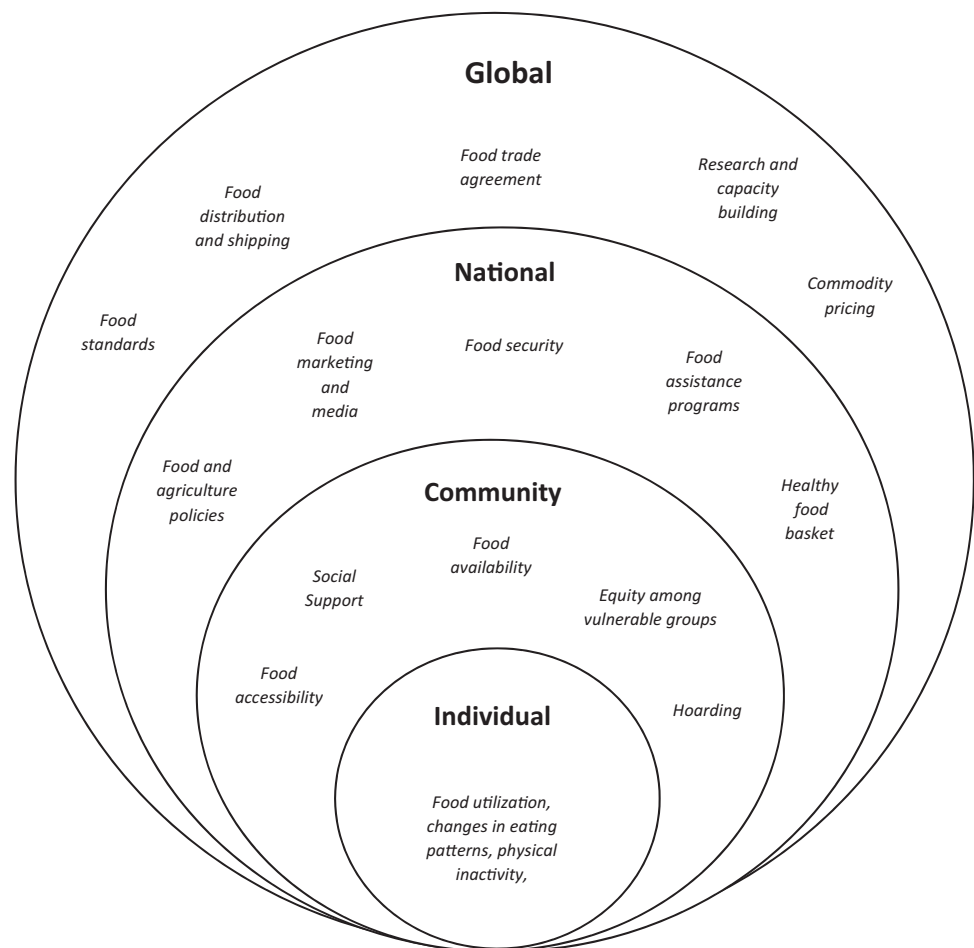 Global
Food trade
agreement
Research and
capacity
building
Food
distribution
and shipping
Commodity
pricing
Food
standards
National
Food
marketing
and
media
Food security
Food
assistance
programs
Food and
agriculture
policies
Healthy
food
basket
Community
Food
availability
Social
Support
Equity among
vulnerable groups
Food
accessibility
Hoarding
Individual
Food utilization,
changes in eating
patterns, physical
inactivity,